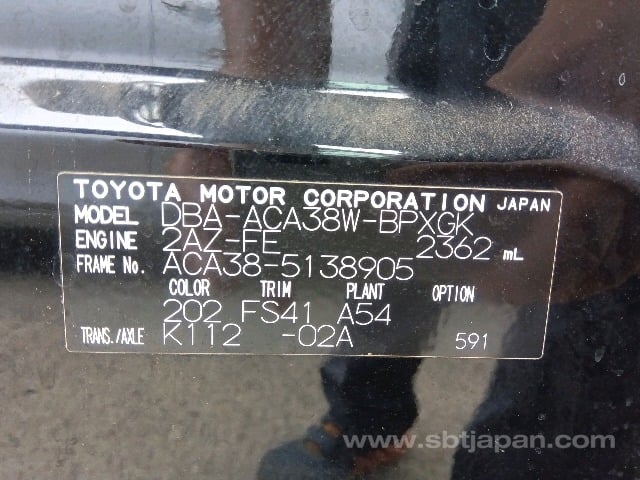 TOYOTA MOTOR CORPORATION JAPAN
MODEL DBA-ACA38W-BPXGK
ENGINE 2AZ-FE 2362 mL
FRAME No. ACA38-5138905
COLOR TRIM PLANT OPTION
202 FS41 A54
TRANS./AXLE K112 -02A 591
www.sbtjapan.com